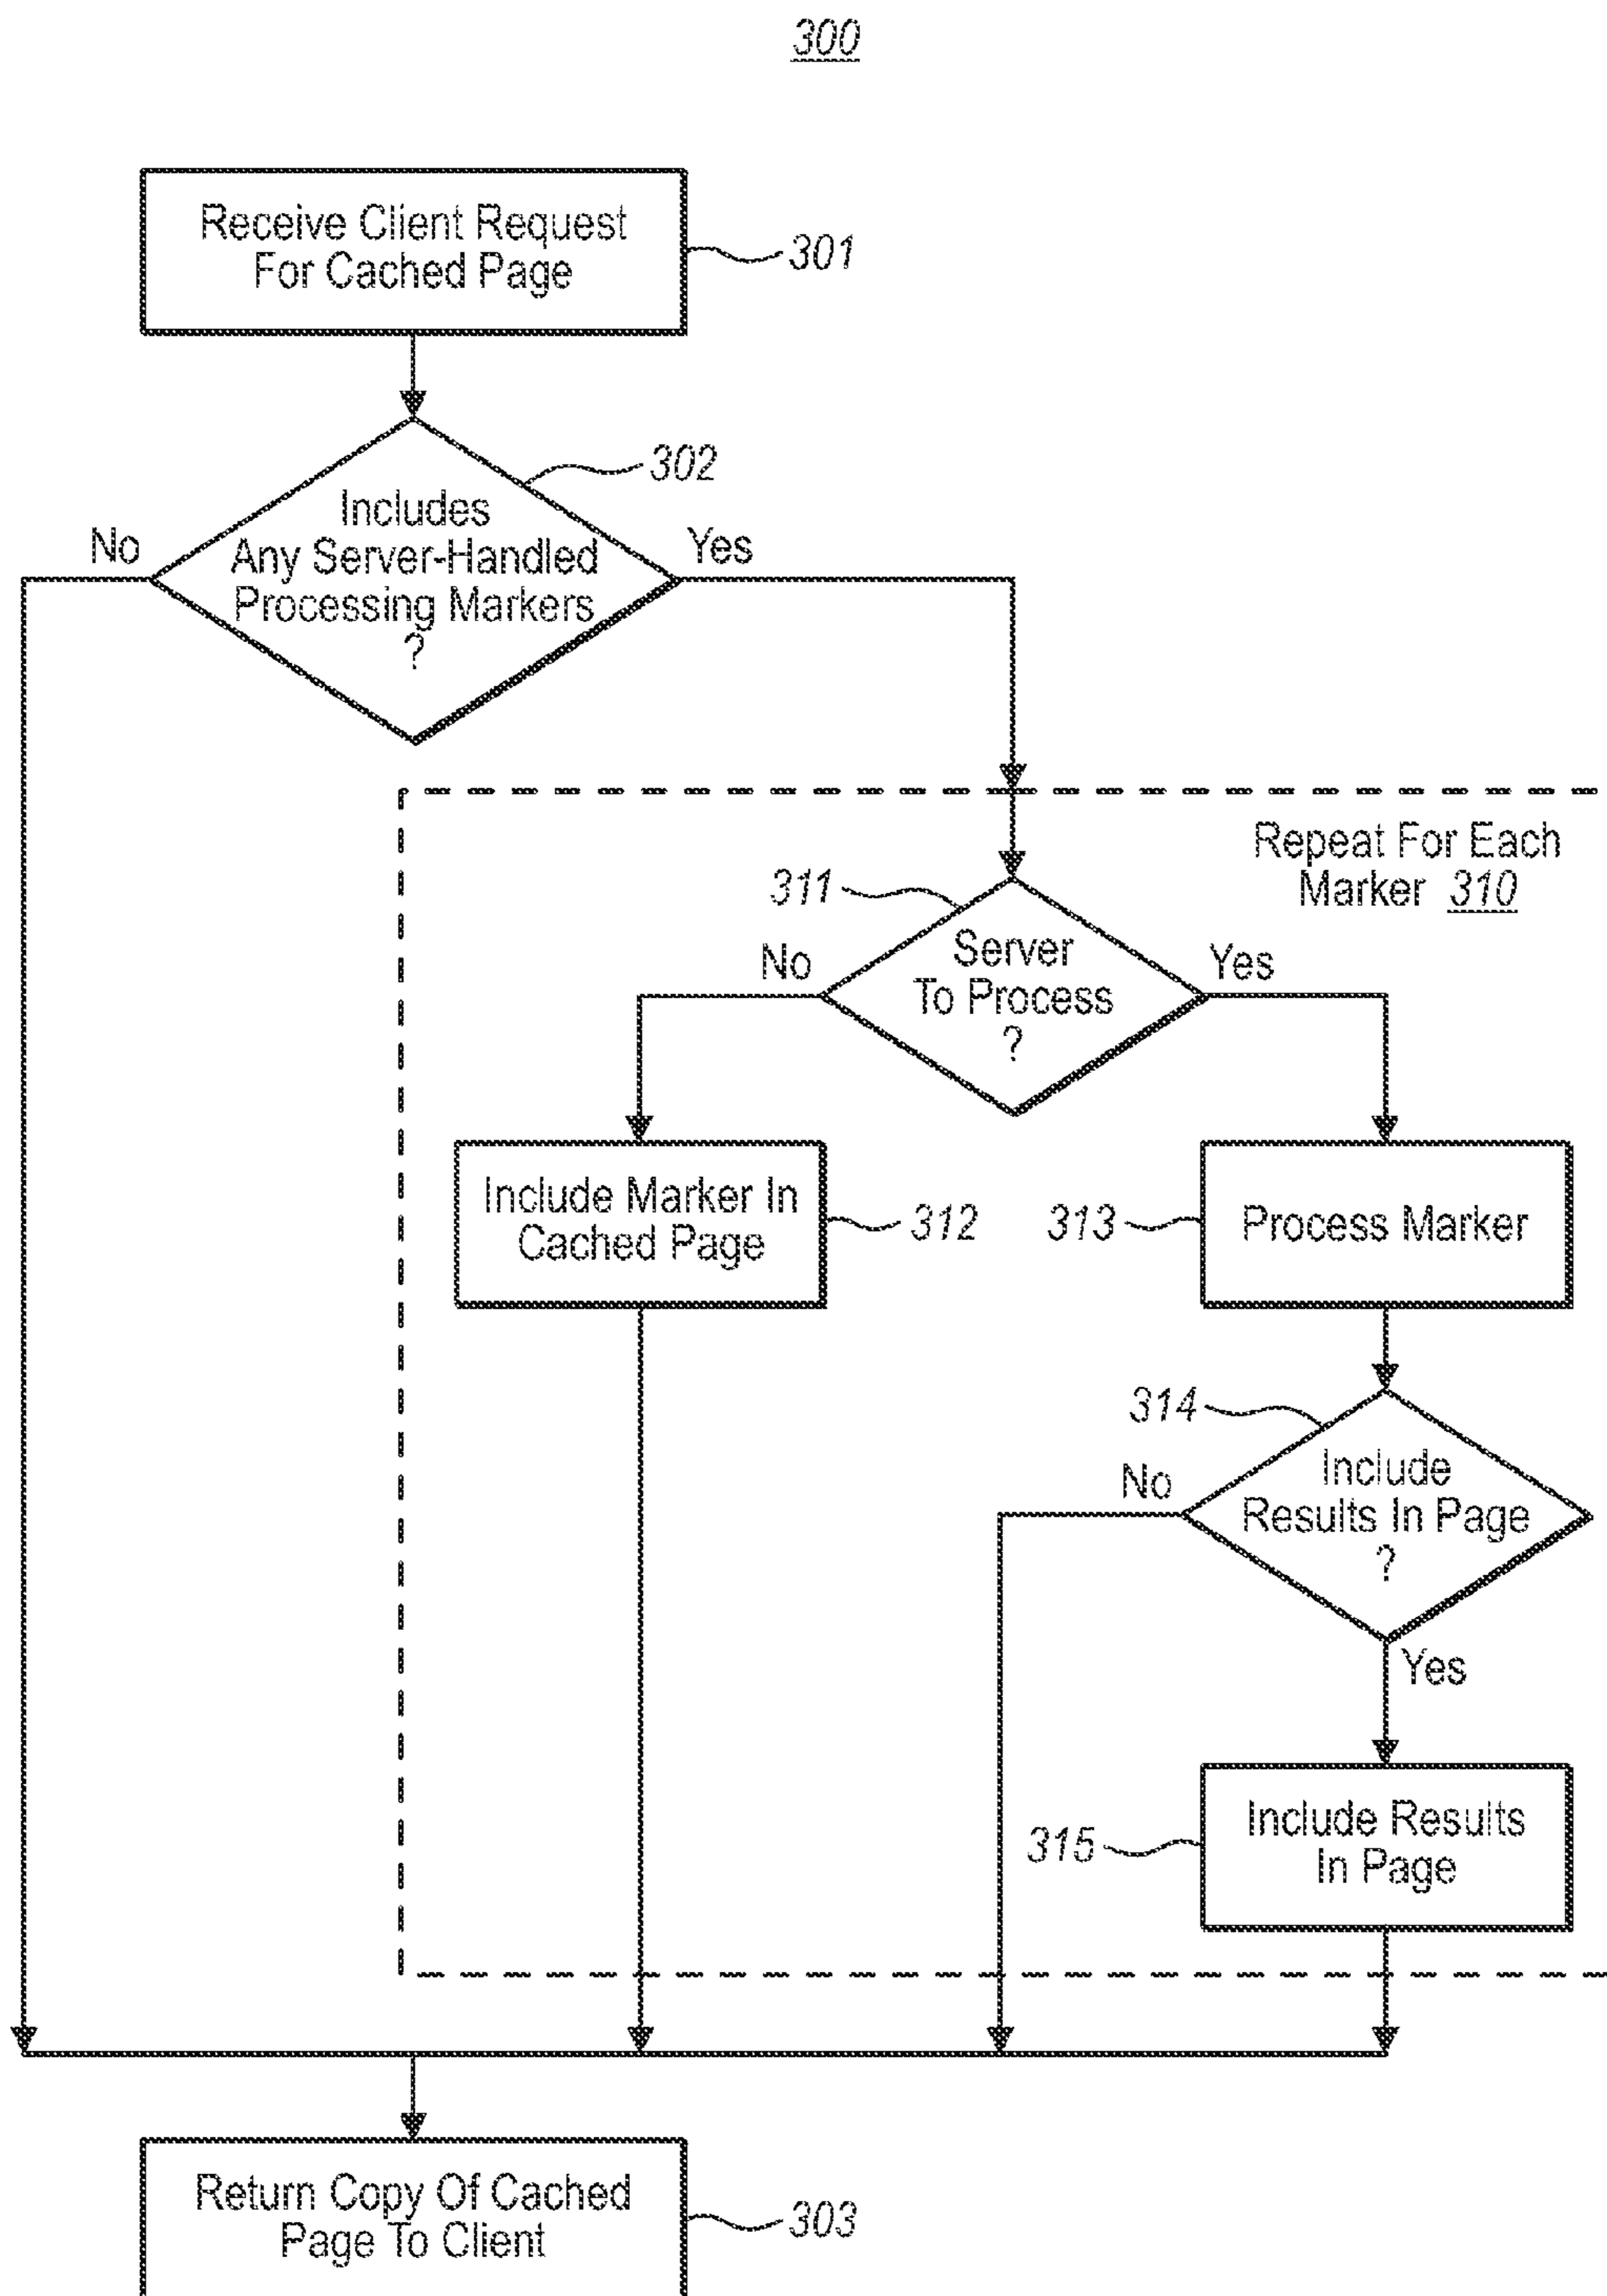 300
Receive Client Request
For Cached Page
301
302
Includes
Any Server-Handled
Processing Markers
?
No
Yes
Repeat For Each
Marker 310
311
Server
To Process
?
No
Yes
Include Marker In
Cached Page
312
313
Process Marker
314
Include
Results In Page
?
No
Yes
315
Include Results
In Page
Return Copy Of Cached
Page To Client
303